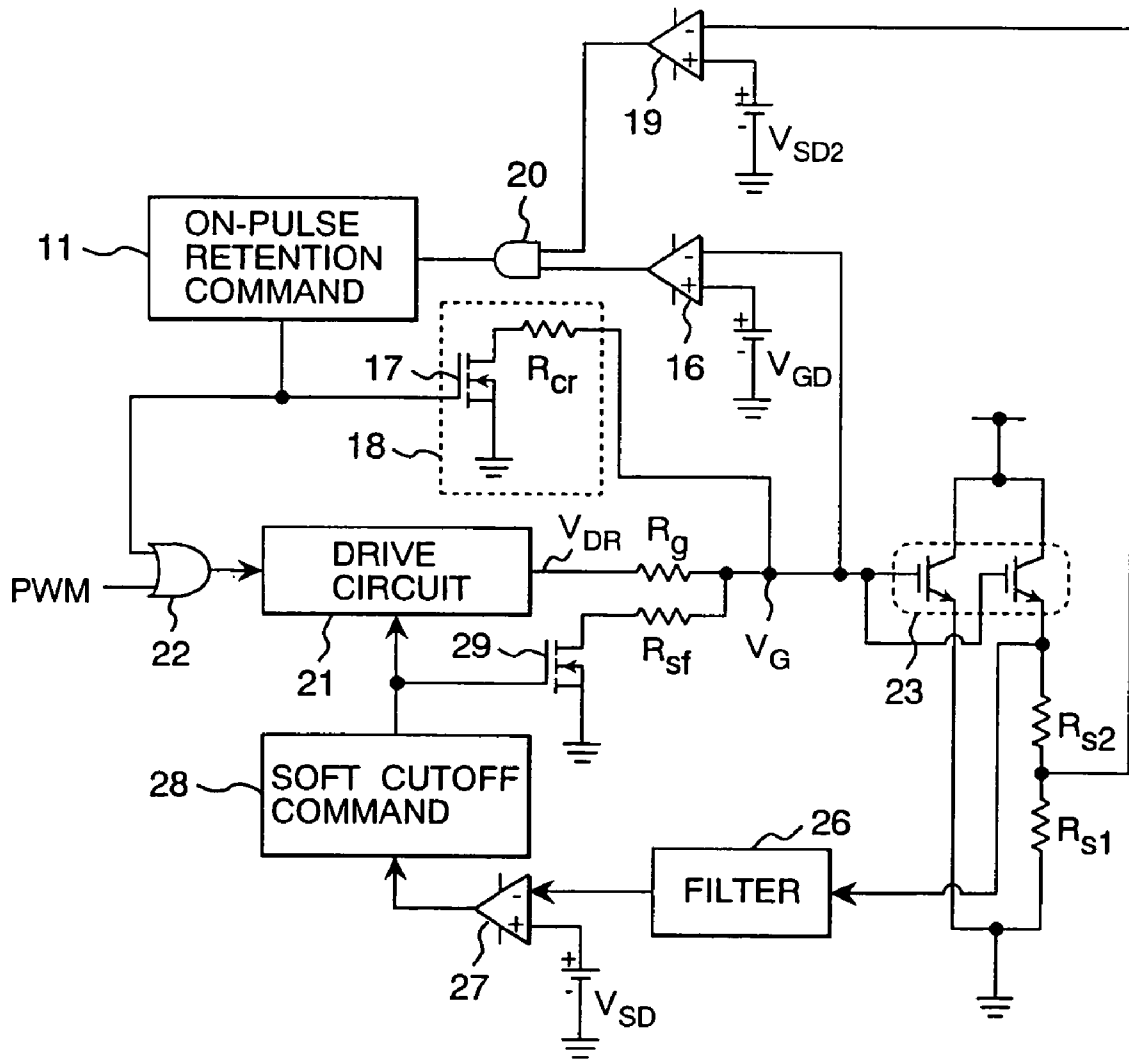 19
+
-
V_SD2
20
11
ON-PULSE
RETENTION
COMMAND
-
+
16
+
-
V_GD
17
R_cr
18
PWM
22
DRIVE
CIRCUIT
21
V_DR
R_g
R_sf
V_G
29
23
R_s2
R_s1
28
SOFT CUTOFF
COMMAND
26
FILTER
-
+
27
+
-
V_SD
-
+